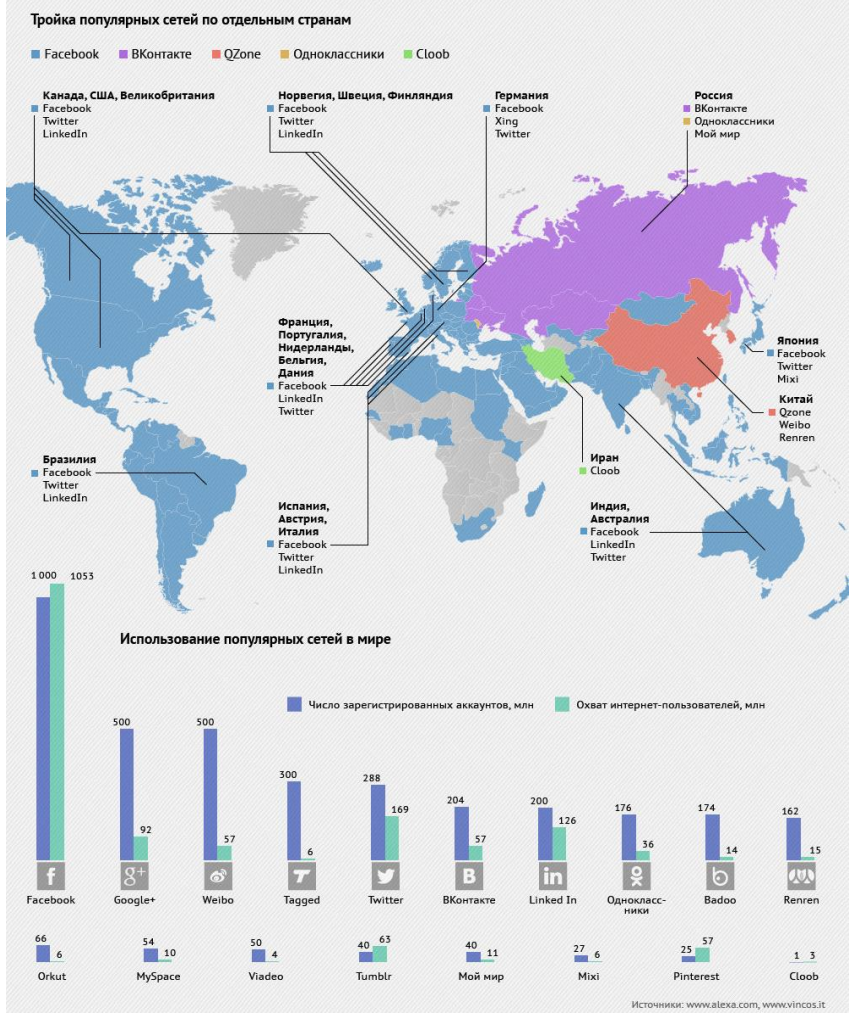 Тройка популярных сетей по отдельным странам
Facebook ВКонтакте QZone Одноклассники Cloob
Канада, США, Великобритания
Facebook
Twitter
LinkedIn
Норвегия, Швеция, Финляндия
Facebook
Twitter
LinkedIn
Германия
Facebook
Xing
Twitter
Россия
ВКонтакте
Одноклассники
Мой мир
Франция,
Португалия,
Нидерланды,
Бельгия,
Дания
Facebook
LinkedIn
Twitter
Япония
Facebook
Twitter
Mixi
Китай
Qzone
Weibo
Renren
Бразилия
Facebook
Twitter
LinkedIn
Иран
Cloob
Испания,
Австрия,
Италия
Facebook
Twitter
LinkedIn
Индия,
Австралия
Facebook
LinkedIn
Twitter
Использование популярных сетей в мире
Число зарегистрированных аккаунтов, млн Охват интернет-пользователей, млн
1 000 1053
500 92
500 57
300 6
288 169
204 57
200 126
176 36
174 14
162 15
f g+ T B in b
Facebook Google+ Weibo Tagged Twitter ВКонтакте Linked In Однокласс- Badoo Renren
ники
66 6
54 10
50 4
40 63
40 11
27 6
25 57
1 3
Orkut MySpace Viadeo Tumblr Мой мир Mixi Pinterest Cloob
Источники: www.alexa.com, www.vincos.it